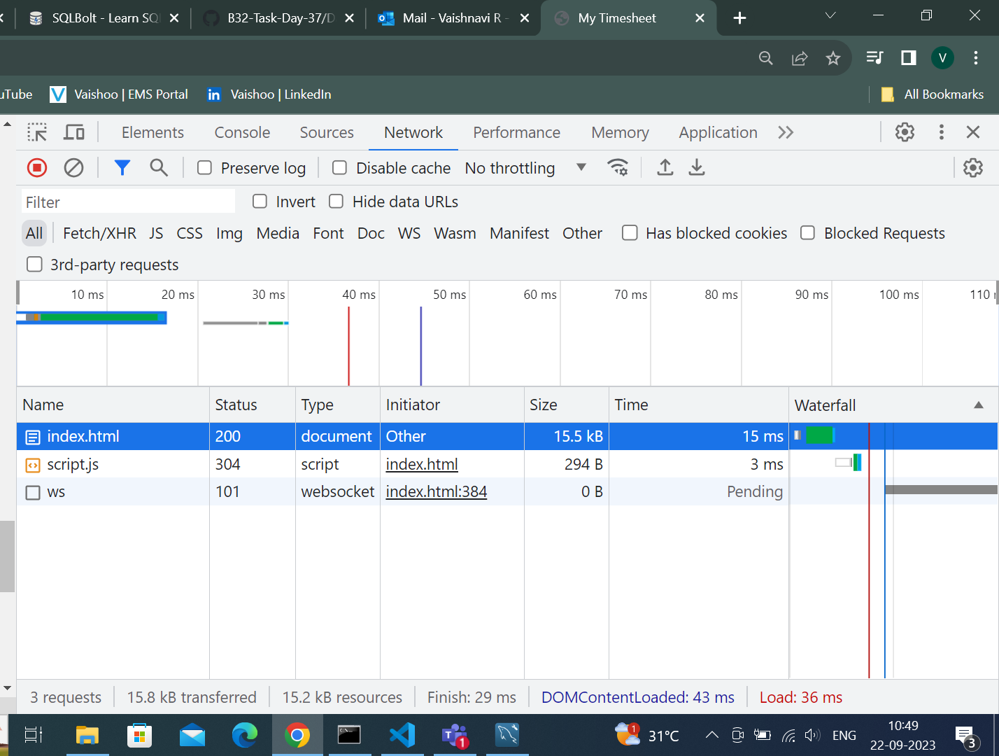 SQLBolt - Learn SQL
B32-Task-Day-37/D
Mail - Vaishnavi R -
My Timesheet
V
uTube
Vaishoo | EMS Portal
Vaishoo | LinkedIn
All Bookmarks
Elements
Console
Sources
Network
Performance
Memory
Application
Preserve log
Disable cache
No throttling
Filter
Invert
Hide data URLs
All
Fetch/XHR
JS
CSS
Img
Media
Font
Doc
WS
Wasm
Manifest
Other
Has blocked cookies
Blocked Requests
3rd-party requests
10 ms
20 ms
30 ms
40 ms
50 ms
60 ms
70 ms
80 ms
90 ms
100 ms
110
Name
Status
Type
Initiator
Size
Time
Waterfall
index.html
200
document
Other
15.5 kB
15 ms
script.js
304
script
index.html
294 B
3 ms
ws
101
websocket
index.html:384
0 B
Pending
3 requests
15.8 kB transferred
15.2 kB resources
Finish: 29 ms
DOMContentLoaded: 43 ms
Load: 36 ms
1
1
31°C
ENG
10:49
22-09-2023
3